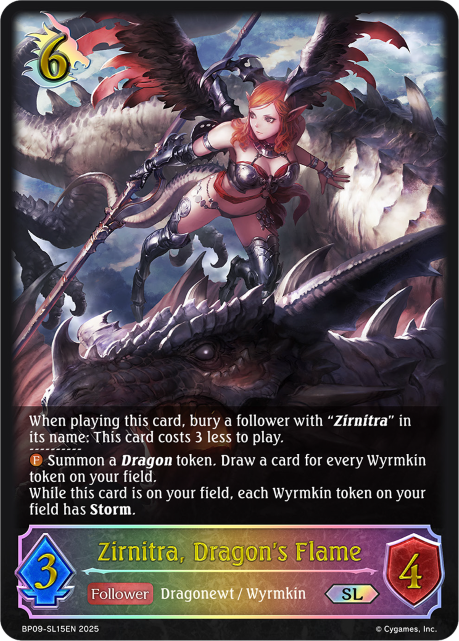 6
When playing this card, bury a follower with “Zirnitra” in
its name: This card costs 3 less to play.
----------
F Summon a Dragon token. Draw a card for every Wyrmkin
token on your field.
While this card is on your field, each Wyrmkin token on your
field has Storm.
Zirnitra, Dragon's Flame
3
Follower Dragonewt / Wyrmkin SL
4
BP09-SL15EN 2025 © Cygames, Inc.